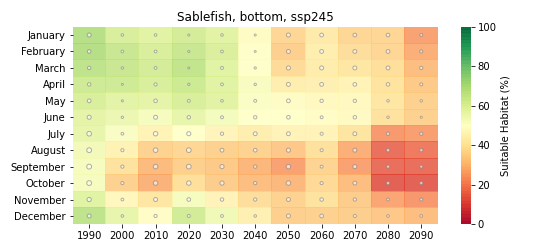 Sablefish, bottom, ssp245
January
February
March
April
May
June
July
August
September
October
November
December
1990 2000 2010 2020 2030 2040 2050 2060 2070 2080 2090
100
80
60
40
20
0
Suitable Habitat (%)